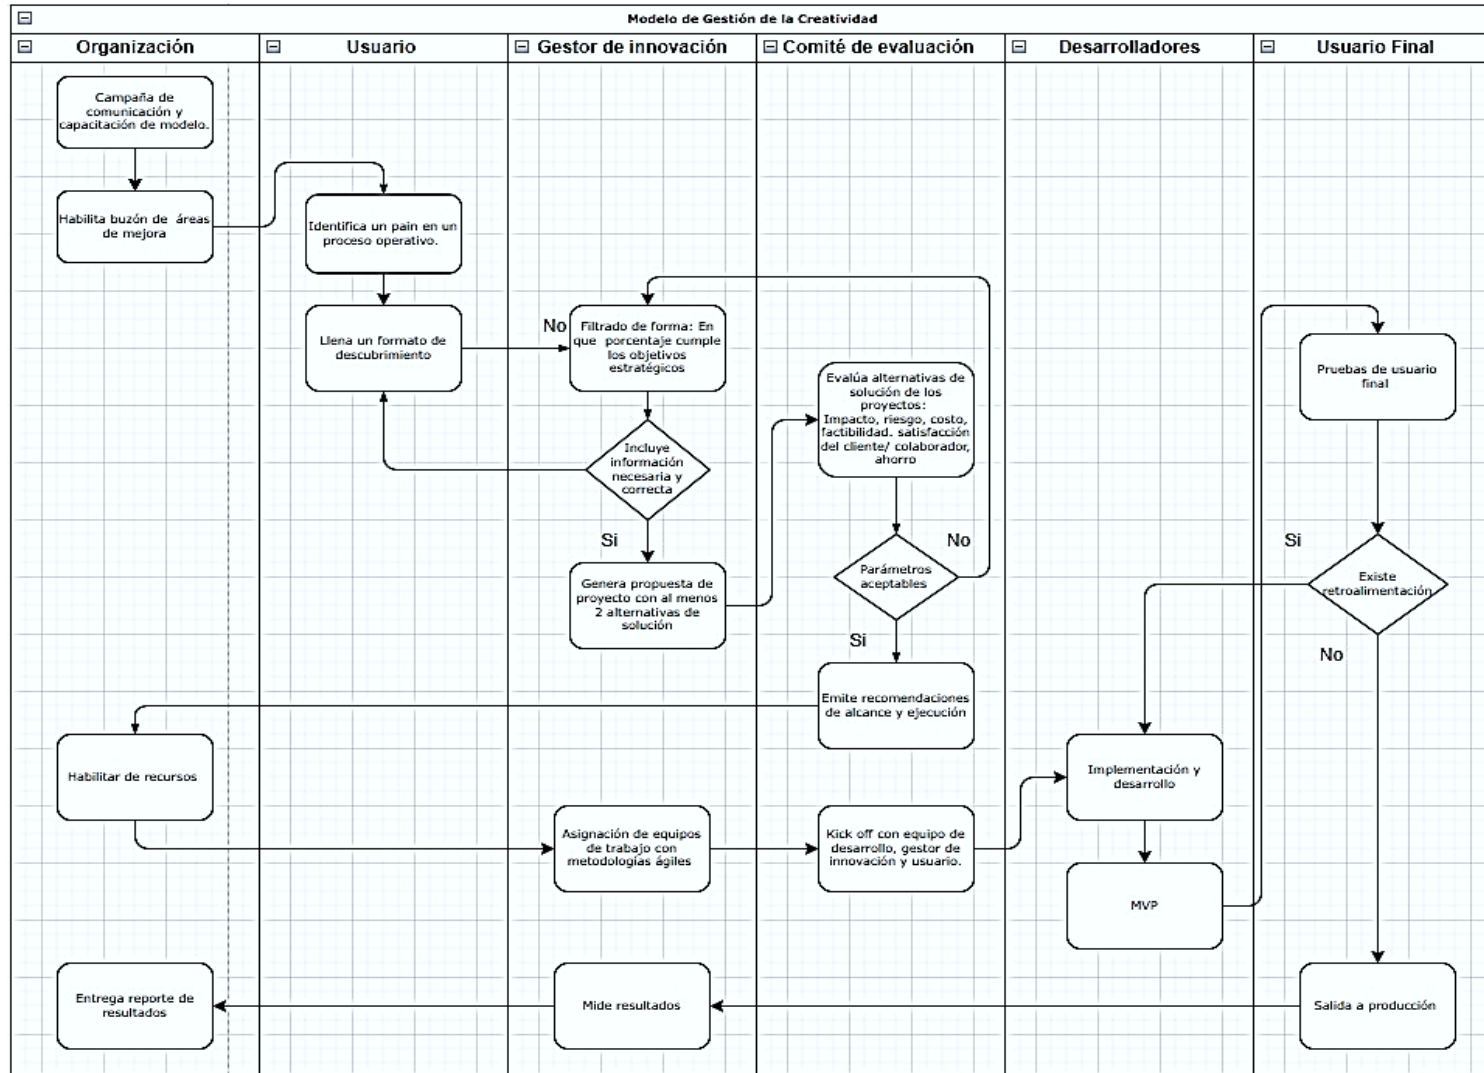 Modelo de Gestión de la Creatividad
Organización
Usuario
Gestor de innovación
Comité de evaluación
Desarrolladores
Usuario Final
Campaña de
comunicación y
capacitación de modelo.
Habilita buzón de áreas
de mejora
Identifica un pain en un
proceso operativo.
Llena un formato de
descubrimiento
No
Filtrado de forma: En
que porcentaje cumple
los objetivos
estratégicos
Incluye
información
necesaria y
correcta
Si
Genera propuesta de
proyecto con al menos
2 alternativas de
solución
Evalúa alternativas de
solución de los
proyectos:
Impacto, riesgo, costo,
factibilidad. satisfacción
del cliente/ colaborador,
ahorro
Parámetros
aceptables
No
Si
Emite recomendaciones
de alcance y ejecución
Habilitar de recursos
Asignación de equipos
de trabajo con
metodologías ágiles
Kick off con equipo de
desarrollo, gestor de
innovación y usuario.
Implementación y
desarrollo
MVP
Pruebas de usuario
final
Si
Existe
retroalimentación
No
Salida a producción
Mide resultados
Entrega reporte de
resultados